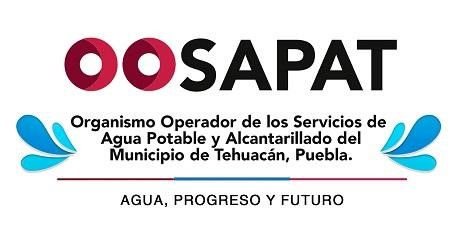 OOSAPAT
Organismo Operador de los Servicios de
Agua Potable y Alcantarillado del
Municipio de Tehuacán, Puebla.
AGUA, PROGRESO Y FUTURO